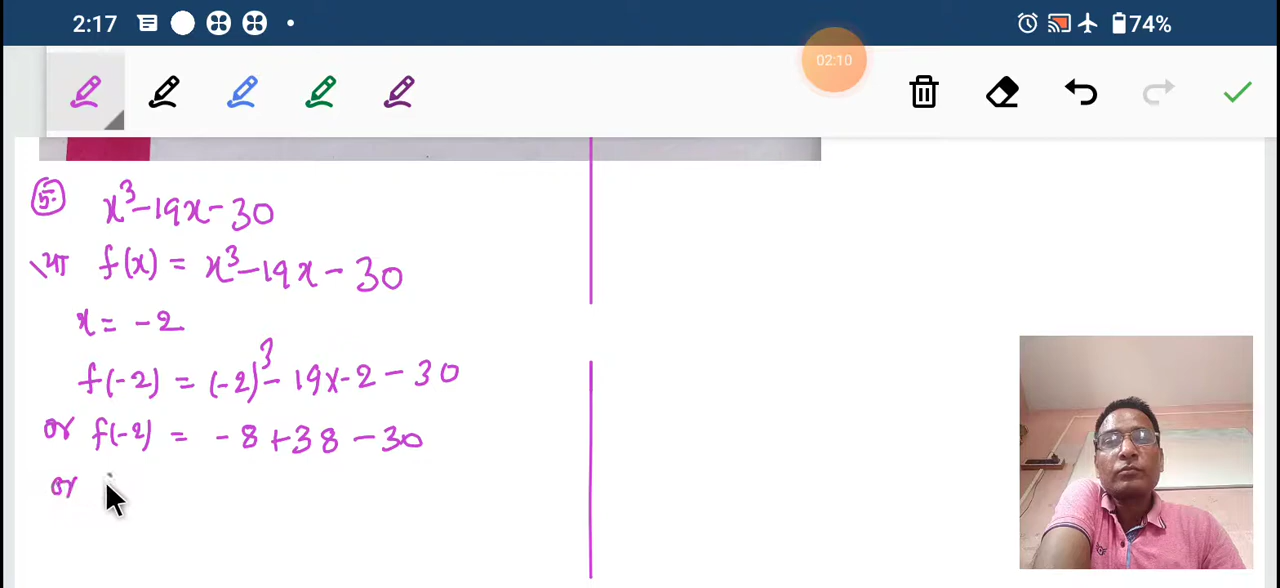 2:17 74%
02:10
5. x³-19x-30
या f(x) = x³-19x-30
x = -2
f(-2) = (-2)³- 19x-2-30
or f(-2) = -8+38-30
or